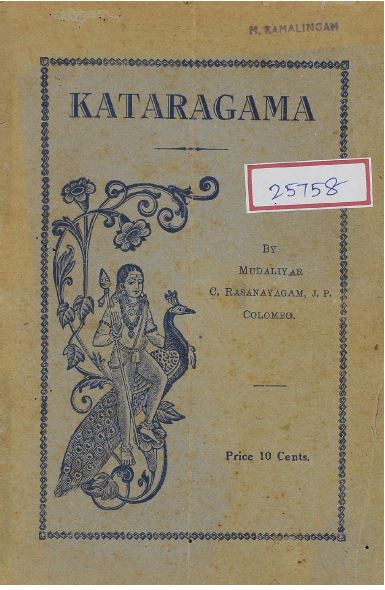 M. RAMALINGAM
KATARAGAMA
25758
BY
MUDALIYAR
C. RASANAYAGAM, J. P.
COLOMBO.
Price 10 Cents.